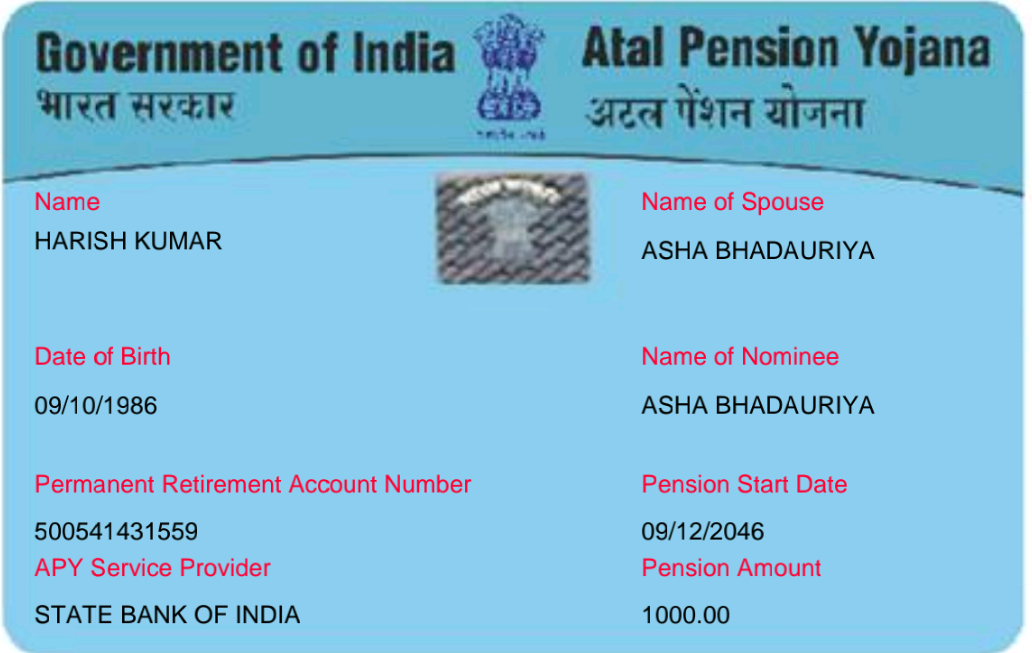 Government of India
भारत सरकार
Atal Pension Yojana
अटल पेंशन योजना
Name
HARISH KUMAR
Name of Spouse
ASHA BHADAURIYA
Date of Birth
09/10/1986
Name of Nominee
ASHA BHADAURIYA
Permanent Retirement Account Number
500541431559
Pension Start Date
09/12/2046
APY Service Provider
STATE BANK OF INDIA
Pension Amount
1000.00